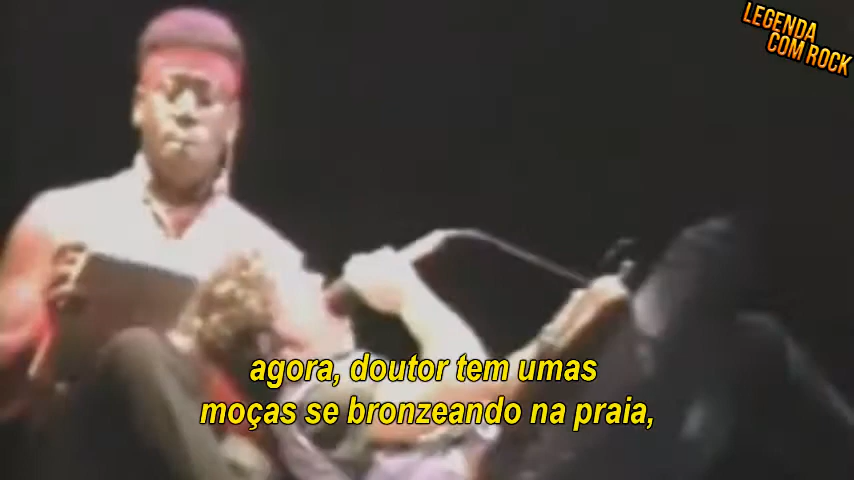 LEGENDA
COM ROCK
agora, doutor tem umas
moças se bronzeando na praia,